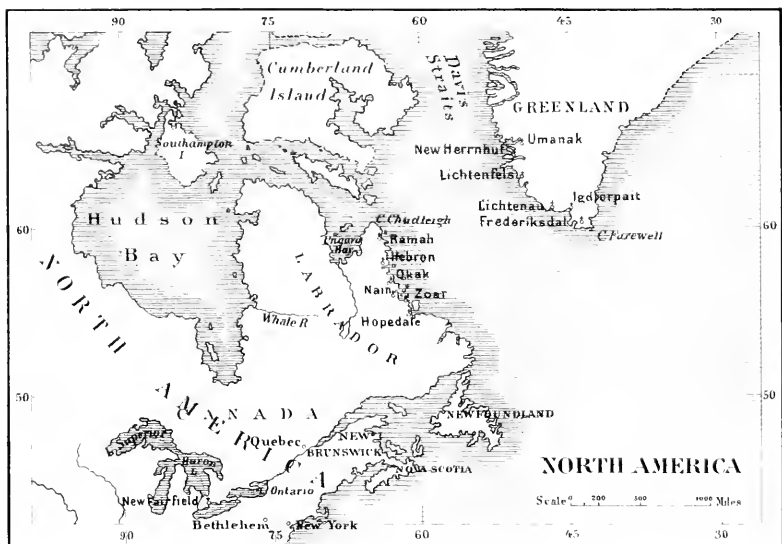 90 75 60 45 30
Cumberland
Island
Davis
Straits
GREENLAND
Southampton
I
Umanak
New Herrnhut
Lichtenfels
Lichtenau
Igdlorpait
Frederiksdal
C. Farewell
60
60
Hudson
Bay
C. Chudleigh
Ungava
Bay
Ramah
Hebron
Okak
Nain
Zoar
Hopedale
LABRADOR
Whale R
NORTH AMERICA
50
50
CANADA
NEWFOUNDLAND
L. Superior
Huron
L
Quebec
NEW
BRUNSWICK
NOVA SCOTIA
L Ontario
New Fairfield
Bethlehem
New York
NORTH AMERICA
Scale 0 200 500 1000 Miles
90 75 60 45 30